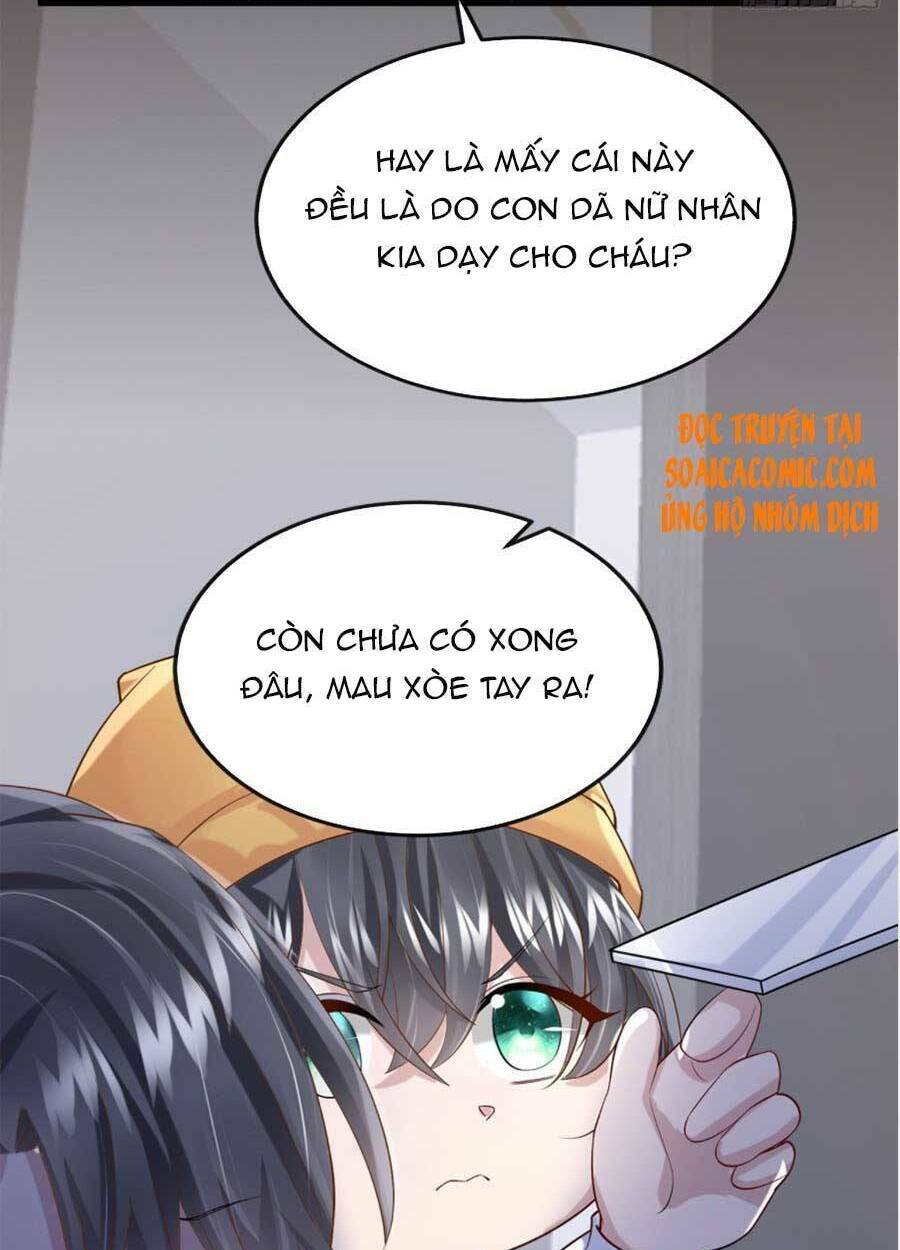 HAY LÀ MẤY CÁI NÀY
ĐỀU LÀ DO CON DÃ NỮ NHÂN
KIA DẠY CHO CHÁU?
ĐỌC TRUYỆN TẠI
SOAICACOMIC.COM
ỦNG HỘ NHÓM DỊCH
CÒN CHƯA CÓ XONG
ĐÂU, MAU XÒE TAY RA!